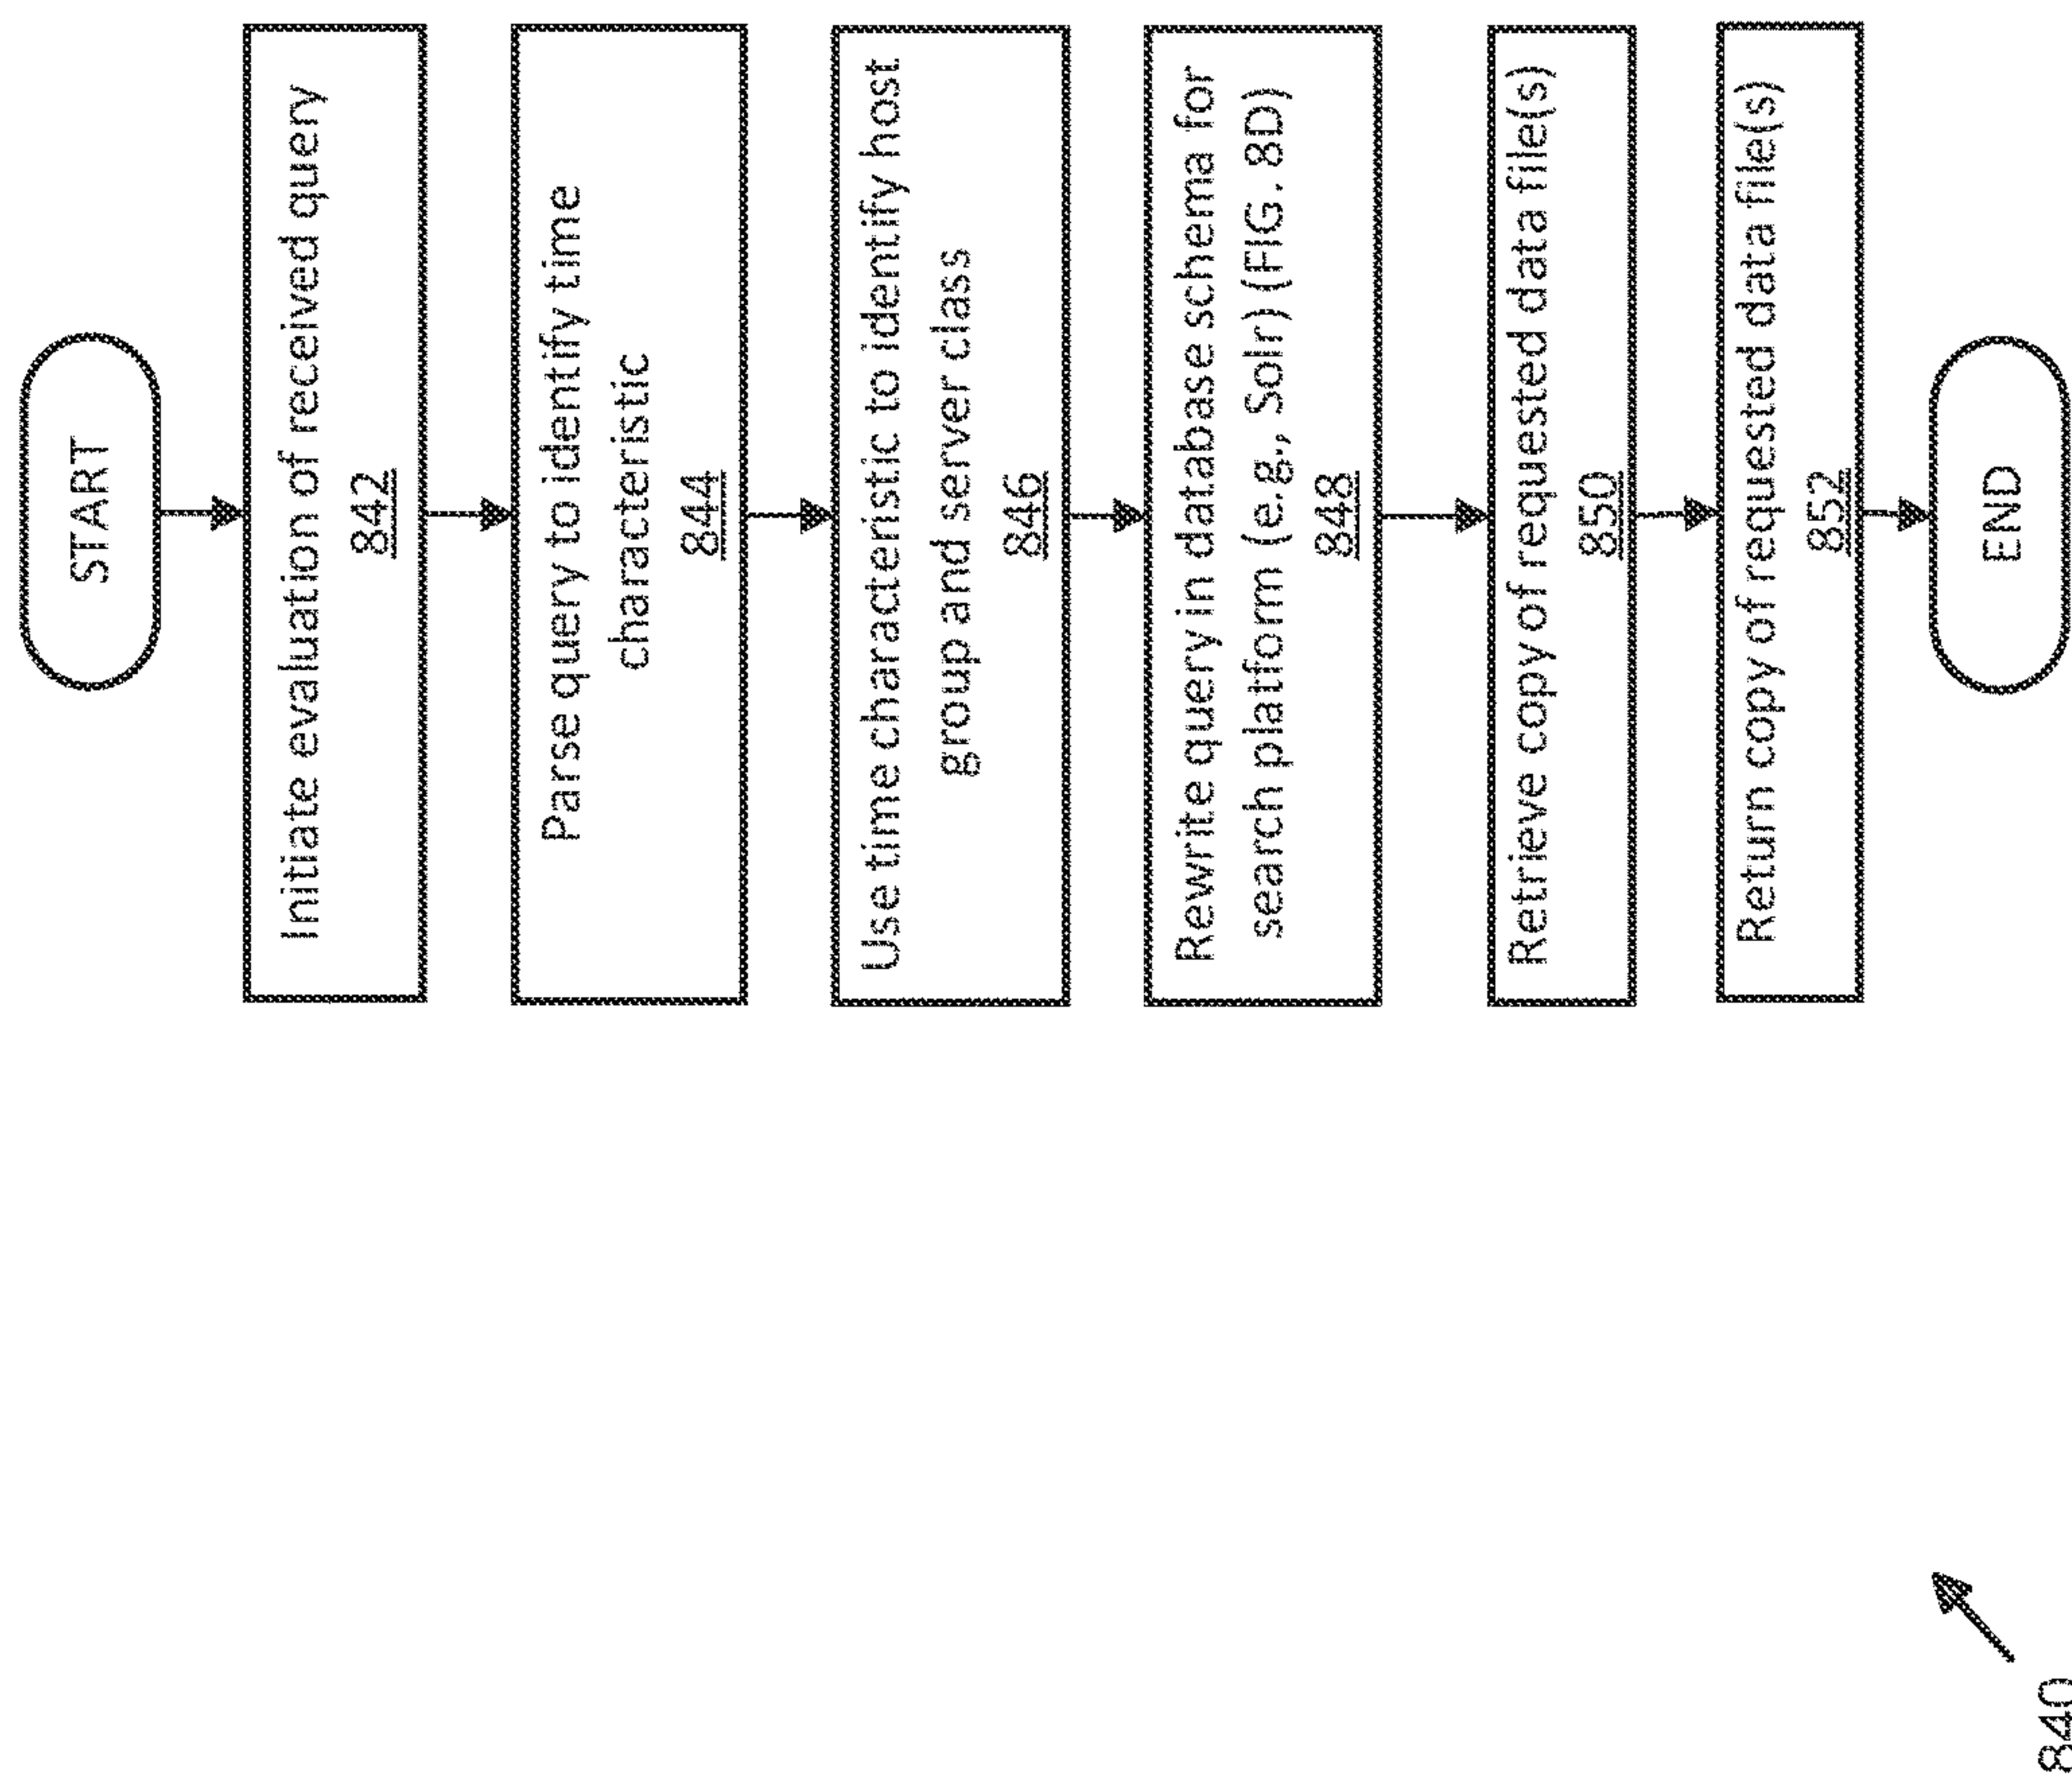 START
Initiate evaluation of received query
842
Parse query to identify time
characteristic
844
Use time characteristic to identify host
group and server class
846
Rewrite query in database schema for
search platform (e.g., Solr) (FIG. 8D)
848
Retrieve copy of requested data file(s)
850
Return copy of requested data file(s)
852
END
840